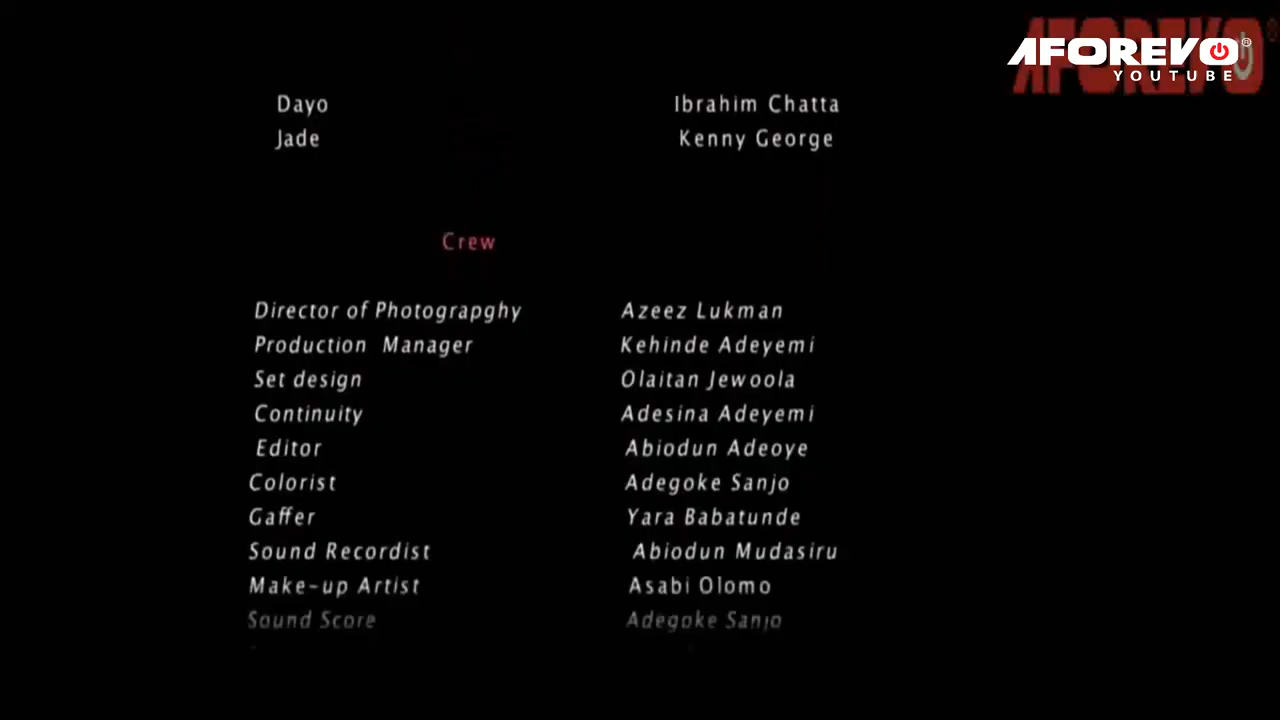 AFOREVO
AFOREVO®
YOUTUBE
Dayo Ibrahim Chatta
Jade Kenny George
Crew
Director of Photograpghy Azeez Lukman
Production Manager Kehinde Adeyemi
Set design Olaitan Jewoola
Continuity Adesina Adeyemi
Editor Abiodun Adeoye
Colorist Adegoke Sanjo
Gaffer Yara Babatunde
Sound Recordist Abiodun Mudasiru
Make-up Artist Asabi Olomo
Sound Score Adegoke Sanjo